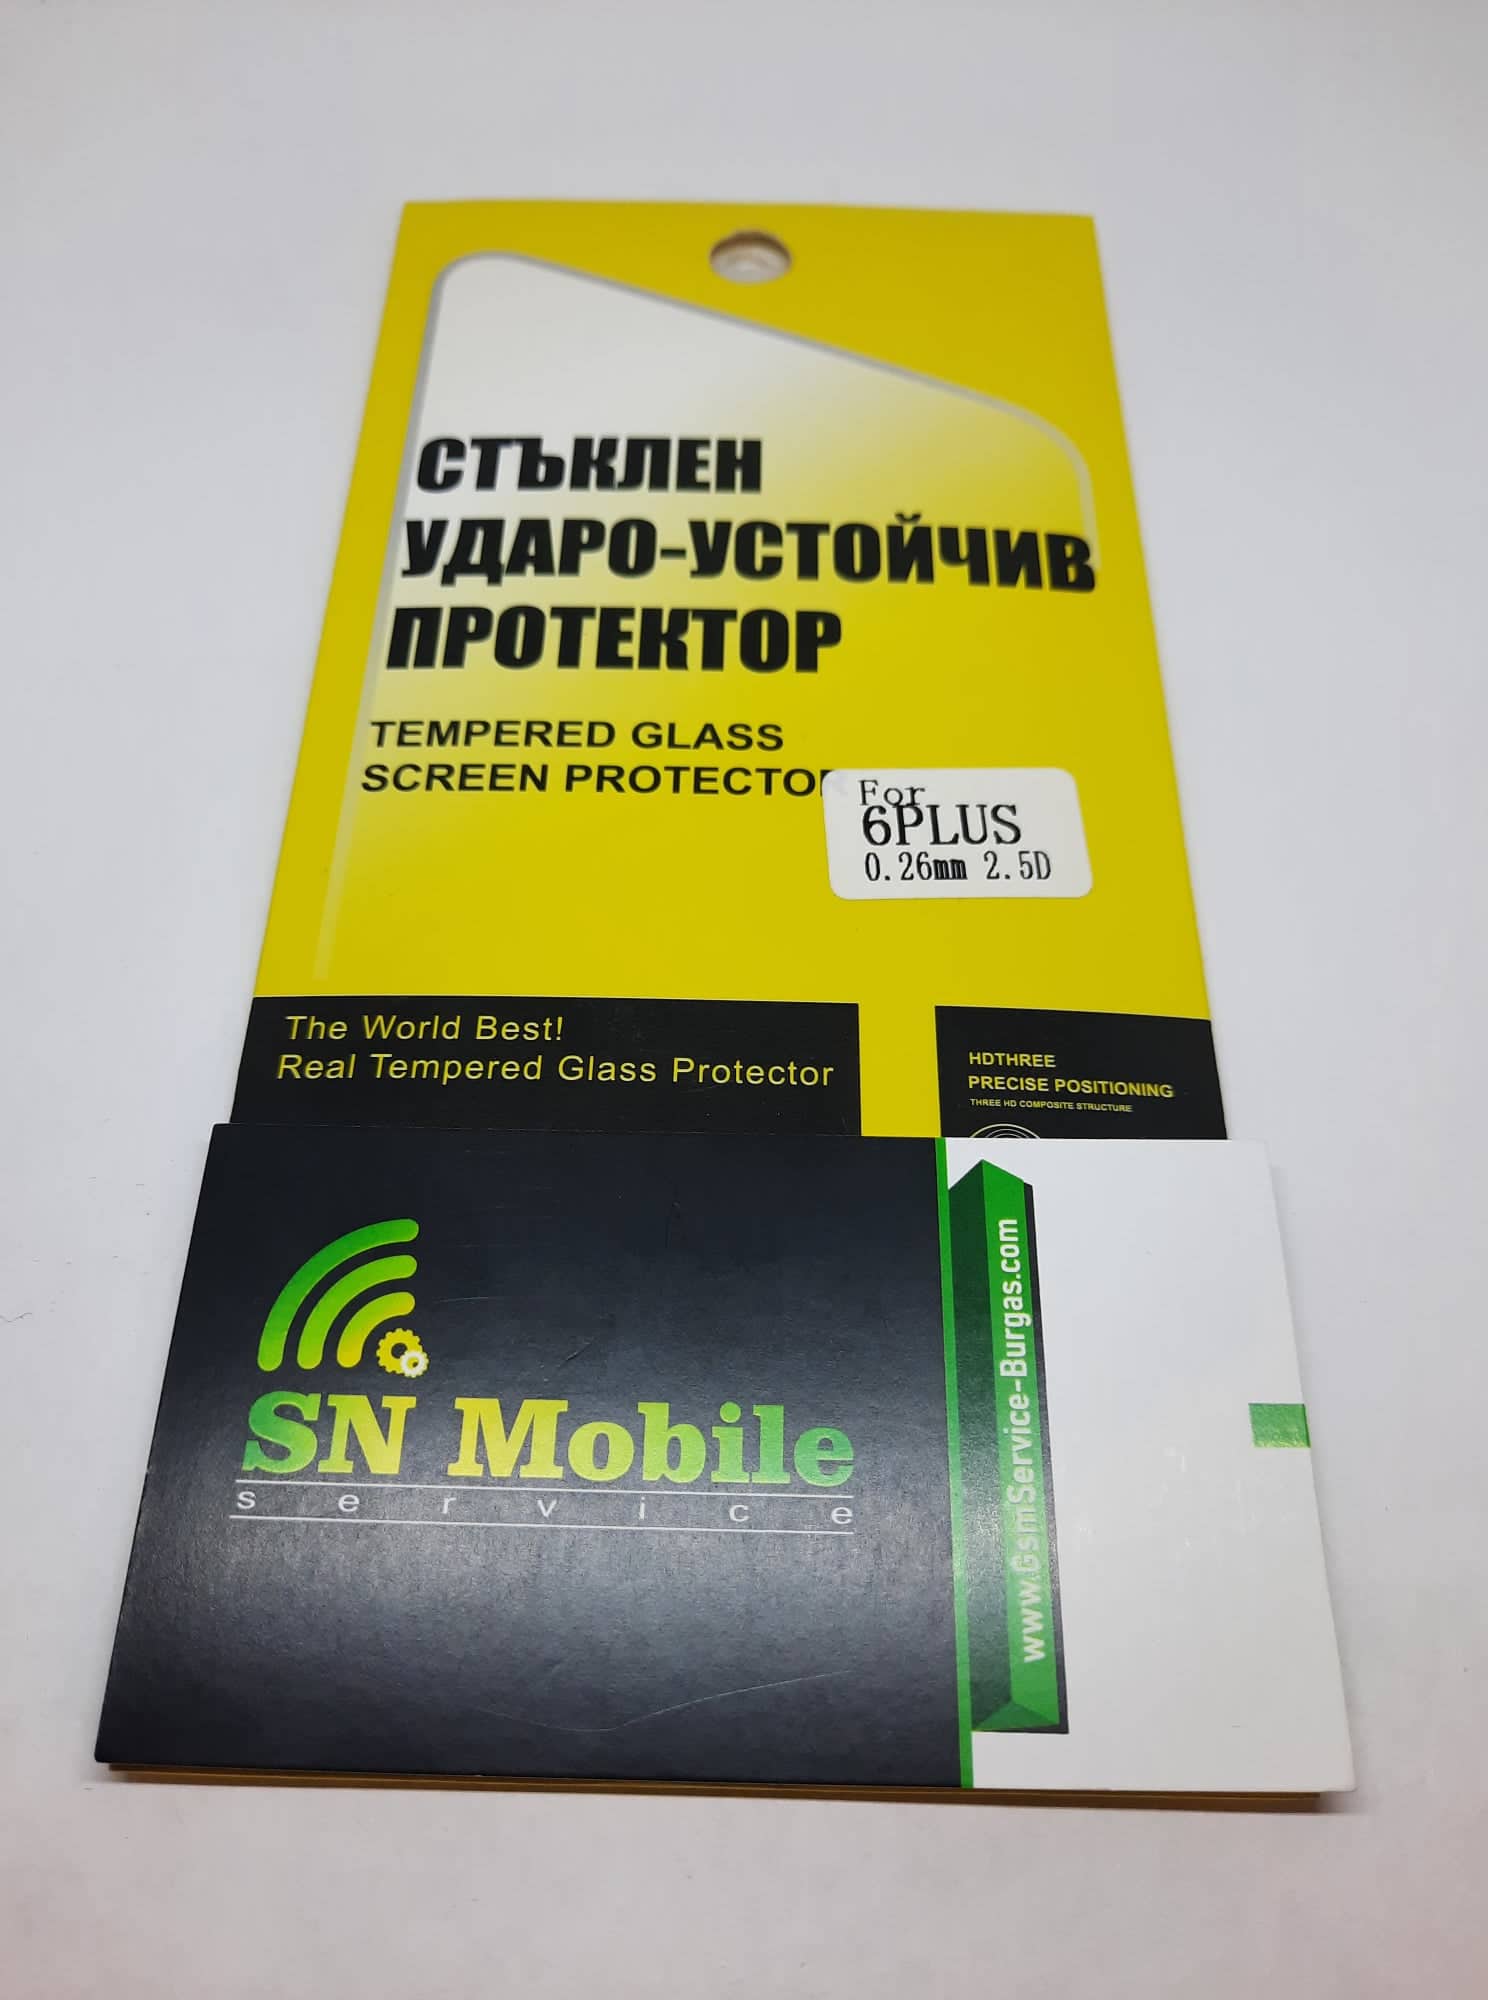 СТЪКЛЕН
УДАРО-УСТОЙЧИВ
ПРОТЕКТОР
TEMPERED GLASS
SCREEN PROTECTOR
For
6PLUS
0.26mm 2.5D
The World Best!
Real Tempered Glass Protector
HDTHREE
PRECISE POSITIONING
THREE HD COMPOSITE STRUCTURE
SN Mobile
service
www.GsmService-Burgas.com